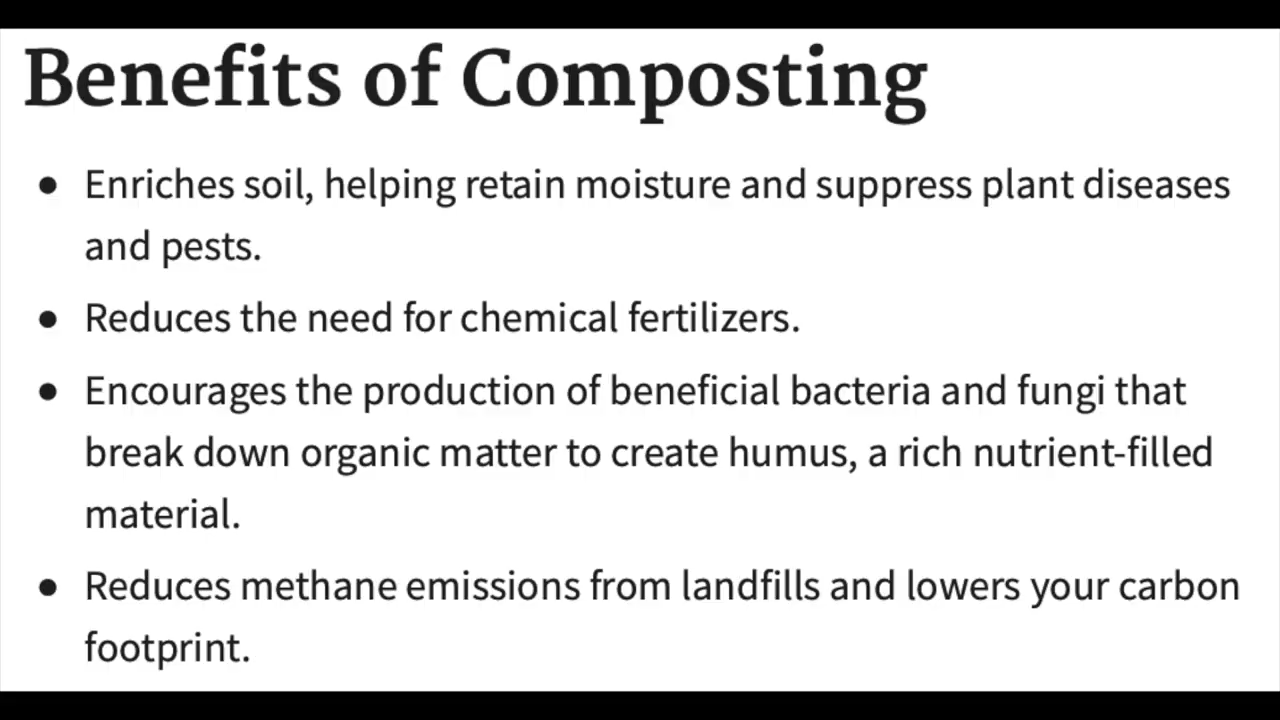 Benefits of Composting
● Enriches soil, helping retain moisture and suppress plant diseases
and pests.
● Reduces the need for chemical fertilizers.
● Encourages the production of beneficial bacteria and fungi that
break down organic matter to create humus, a rich nutrient-filled
material.
● Reduces methane emissions from landfills and lowers your carbon
footprint.